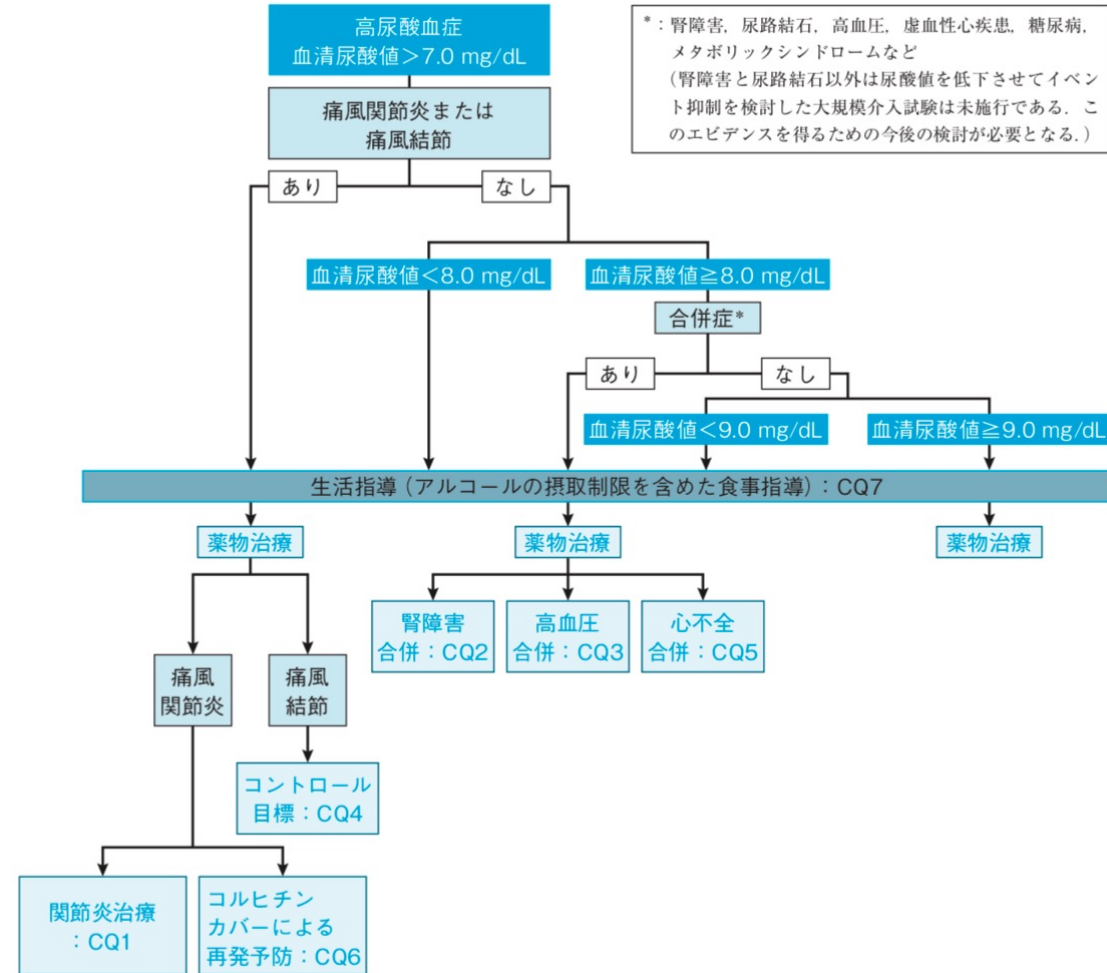 高尿酸血症
血清尿酸値>7.0 mg/dL
*：腎障害，尿路結石，高血圧，虚血性心疾患，糖尿病，
メタボリックシンドロームなど
（腎障害と尿路結石以外は尿酸値を低下させてイベン
ト抑制を検討した大規模介入試験は未施行である．こ
のエビデンスを得るための今後の検討が必要となる．）
痛風関節炎または
痛風結節
あり
なし
血清尿酸値<8.0 mg/dL
血清尿酸値≧8.0 mg/dL
合併症*
あり
なし
血清尿酸値<9.0 mg/dL
血清尿酸値≧9.0 mg/dL
生活指導（アルコールの摂取制限を含めた食事指導）：CQ7
薬物治療
薬物治療
薬物治療
腎障害
合併：CQ2
高血圧
合併：CQ3
心不全
合併：CQ5
痛風
関節炎
痛風
結節
コントロール
目標：CQ4
関節炎治療
：CQ1
コルヒチン
カバーによる
再発予防：CQ6